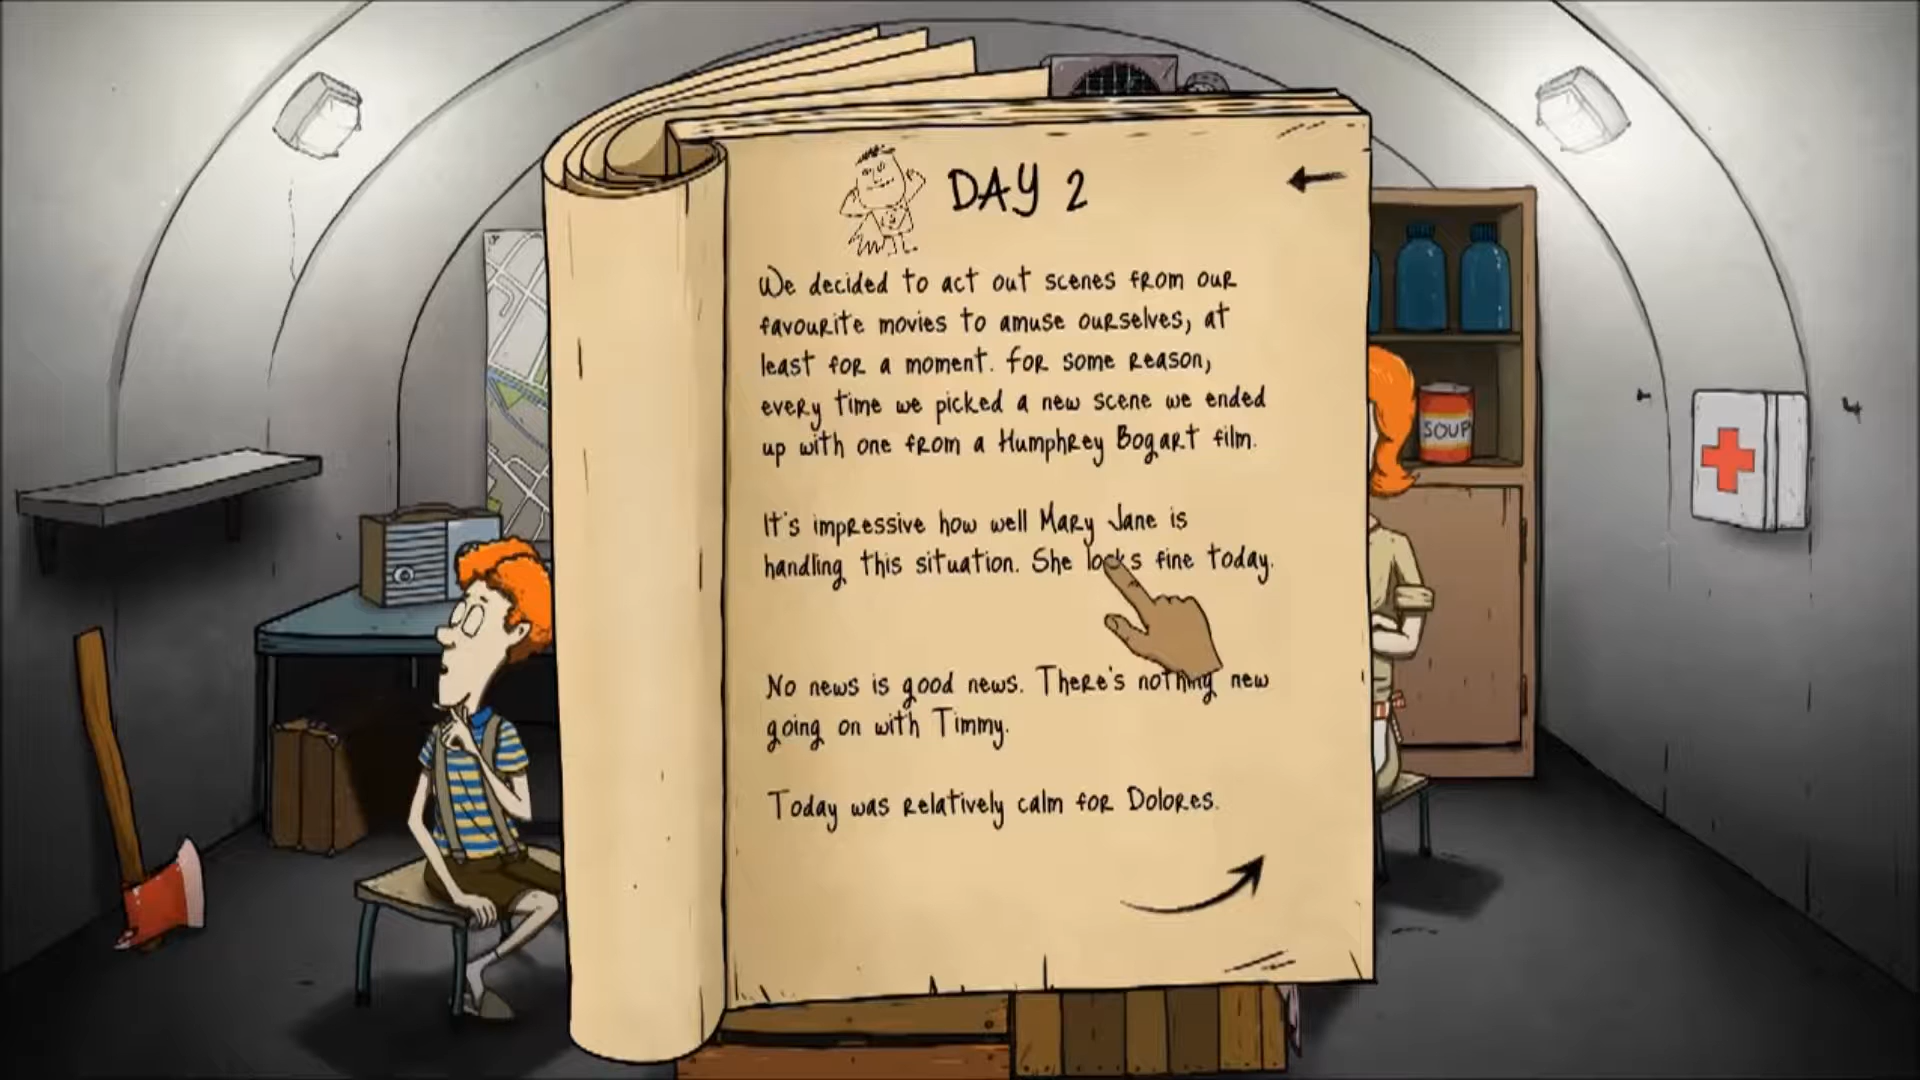 DAY 2
We decided to act out scenes from our
favourite movies to amuse ourselves, at
least for a moment. For some reason,
every time we picked a new scene we ended
up with one from a Humphrey Bogart film.
It's impressive how well Mary Jane is
handling this situation. She looks fine today.
No news is good news. There's nothing new
going on with Timmy.
Today was relatively calm for Dolores.
SOUP